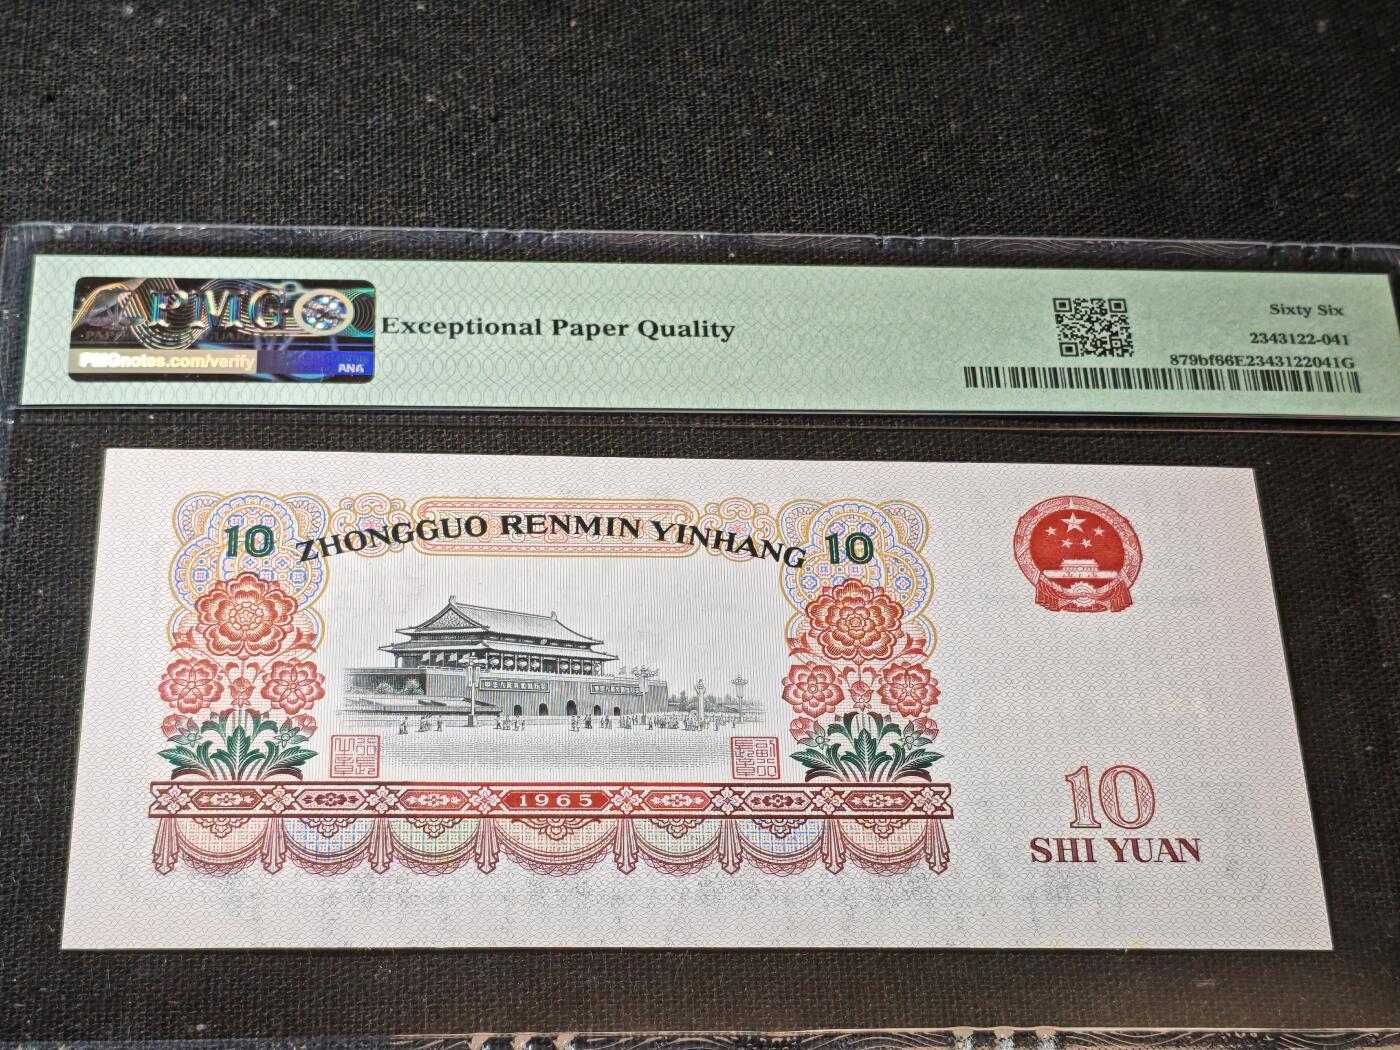 PMG
PMGnotes.com/verify
ANA
Exceptional Paper Quality
Sixty Six
2343122-041
879bf66E2343122041G
10 ZHONGGUO RENMIN YINHANG 10
1965
10
SHI YUAN